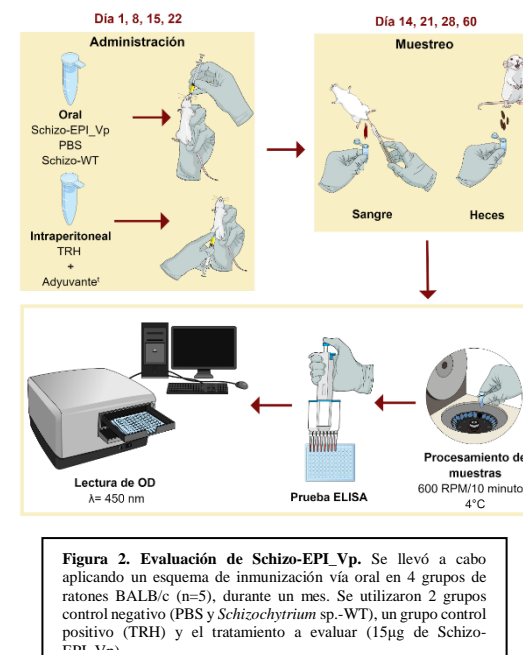 Día 1, 8, 15, 22
Administración
Oral
Schizo-EPI_Vp
PBS
Schizo-WT
Intraperitoneal
TRH
+
Adyuvante
Día 14, 21, 28, 60
Muestreo
Sangre
Heces
Procesamiento de
muestras
600 RPM/10
4°C
Prueba ELISA
Lectura de OD
λ= 450 nm
Figura 2. Evaluación de Schizo-EPI_Vp. Se llevó a cabo
aplicando un esquema de inmunización vía oral en 4 grupos de
ratones BALB/c (n=5), durante un mes. Se utilizaron 2 grupos
control negativo (PBS y Schizochytrium sp.-WT), un grupo control
positivo (TRH) y el tratamiento a evaluar (15μg de Schizo-
EPI_Vp)